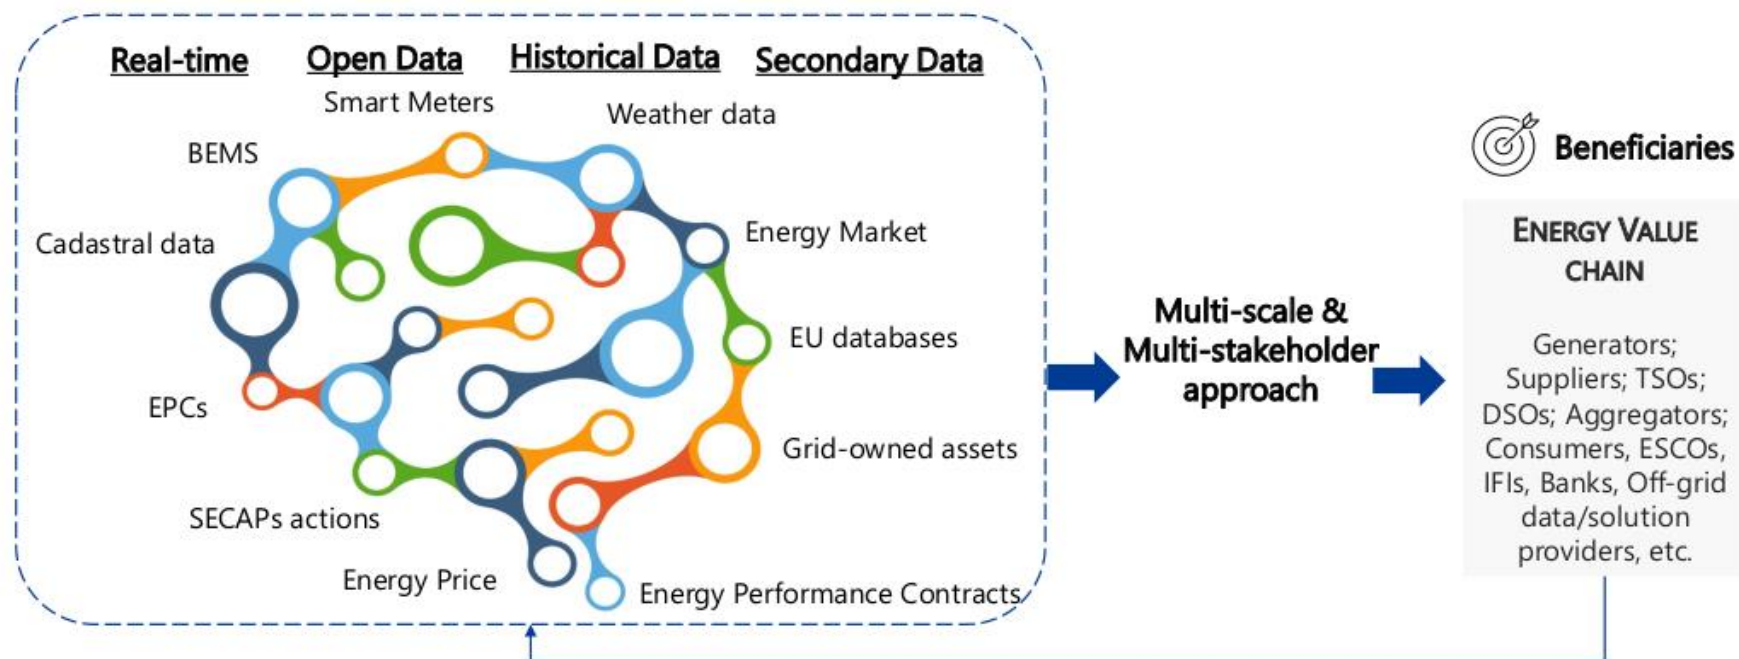 Real-time Open Data Historical Data Secondary Data
Smart Meters
Weather data
BEMS
Cadastral data
Energy Market
EU databases
EPCs
Grid-owned assets
SECAPs actions
Energy Price
Energy Performance Contracts
Multi-scale &
Multi-stakeholder
approach
Beneficiaries
ENERGY VALUE
CHAIN
Generators;
Suppliers; TSOs;
DSOs; Aggregators;
Consumers, ESCOs,
IFIs, Banks, Off-grid
data/solution
providers, etc.